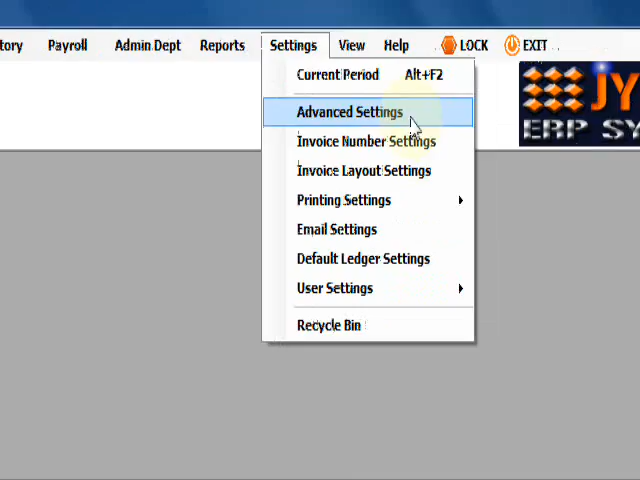 tory Payroll Admin Dept Reports Settings View Help LOCK EXIT
Current Period Alt+F2
Advanced Settings
Invoice Number Settings
Invoice Layout Settings
Printing Settings
Email Settings
Default Ledger Settings
User Settings
Recycle Bin
JY
ERP SY